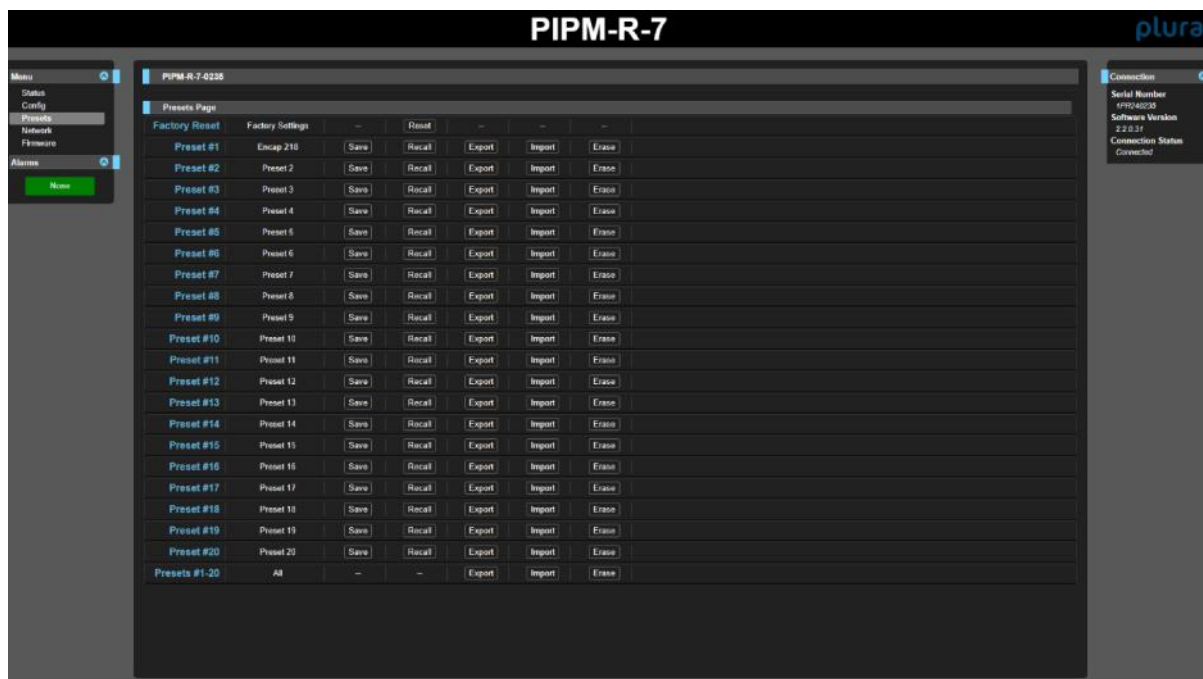 PIPM-R-7
plura
Menu
Status
Config
Presets
Network
Firmware
Alarms
None
PIPM-R-7-0235
Presets Page
Factory Reset Factory Settings – Reset – – –
Preset #1 Encap 218 Save Recall Export Import Erase
Preset #2 Preset 2 Save Recall Export Import Erase
Preset #3 Preset 3 Save Recall Export Import Erase
Preset #4 Preset 4 Save Recall Export Import Erase
Preset #5 Preset 5 Save Recall Export Import Erase
Preset #6 Preset 6 Save Recall Export Import Erase
Preset #7 Preset 7 Save Recall Export Import Erase
Preset #8 Preset 8 Save Recall Export Import Erase
Preset #9 Preset 9 Save Recall Export Import Erase
Preset #10 Preset 10 Save Recall Export Import Erase
Preset #11 Preset 11 Save Recall Export Import Erase
Preset #12 Preset 12 Save Recall Export Import Erase
Preset #13 Preset 13 Save Recall Export Import Erase
Preset #14 Preset 14 Save Recall Export Import Erase
Preset #15 Preset 15 Save Recall Export Import Erase
Preset #16 Preset 16 Save Recall Export Import Erase
Preset #17 Preset 17 Save Recall Export Import Erase
Preset #18 Preset 18 Save Recall Export Import Erase
Preset #19 Preset 19 Save Recall Export Import Erase
Preset #20 Preset 20 Save Recall Export Import Erase
Presets #1-20 All – – Export Import Erase
Connection
Serial Number
1PR240235
Software Version
2.2.0.31
Connection Status
Connected